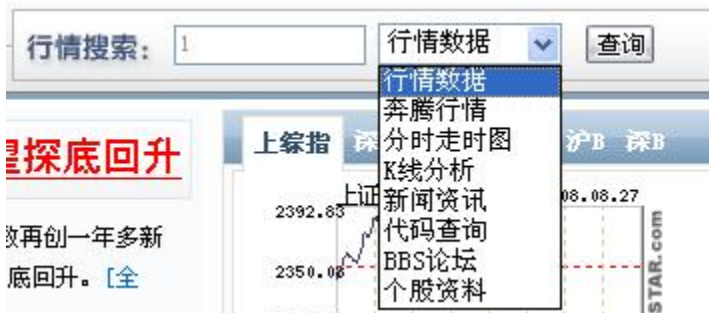 行情搜索：
1
行情数据
查询
行情数据
奔腾行情
分时走时图
K线分析
新闻资讯
代码查询
BBS论坛
个股资料
探底回升
上综指 深 沪B 深B
再创一年多新
底回升。[全
上证 08.08.27
2392.83
2350.08
STAR.com